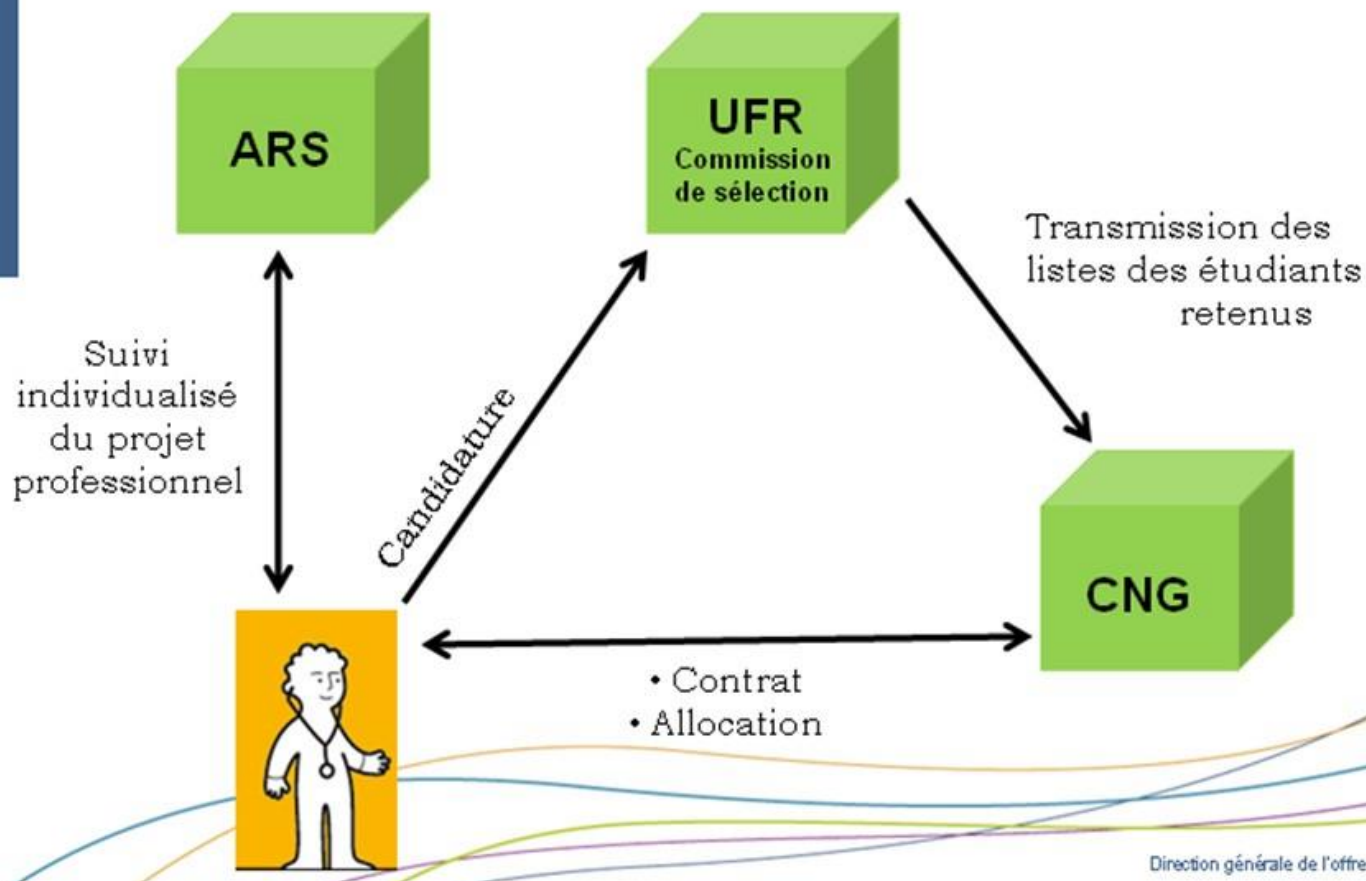 ARS
UFR
Commission
de sélection
Transmission des
listes des étudiants
retenus
Suivi
individualisé
du projet
professionnel
Candidature
CNG
• Contrat
• Allocation
Direction générale de l'offre